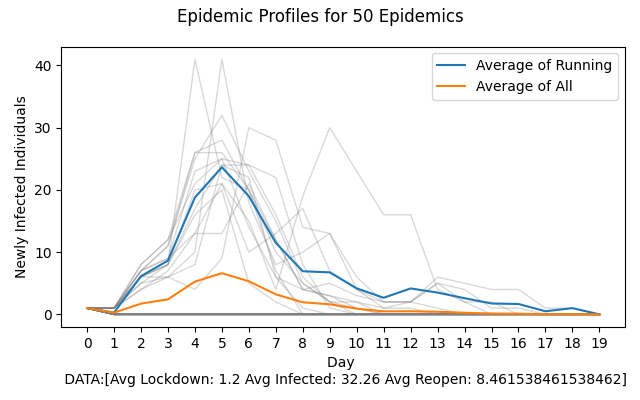 Epidemic Profiles for 50 Epidemics
Average of Running
Average of All
Newly Infected Individuals
40
30
20
10
0
0 1 2 3 4 5 6 7 8 9 10 11 12 13 14 15 16 17 18 19
Day
DATA:[Avg Lockdown: 1.2 Avg Infected: 32.26 Avg Reopen: 8.461538461538462]